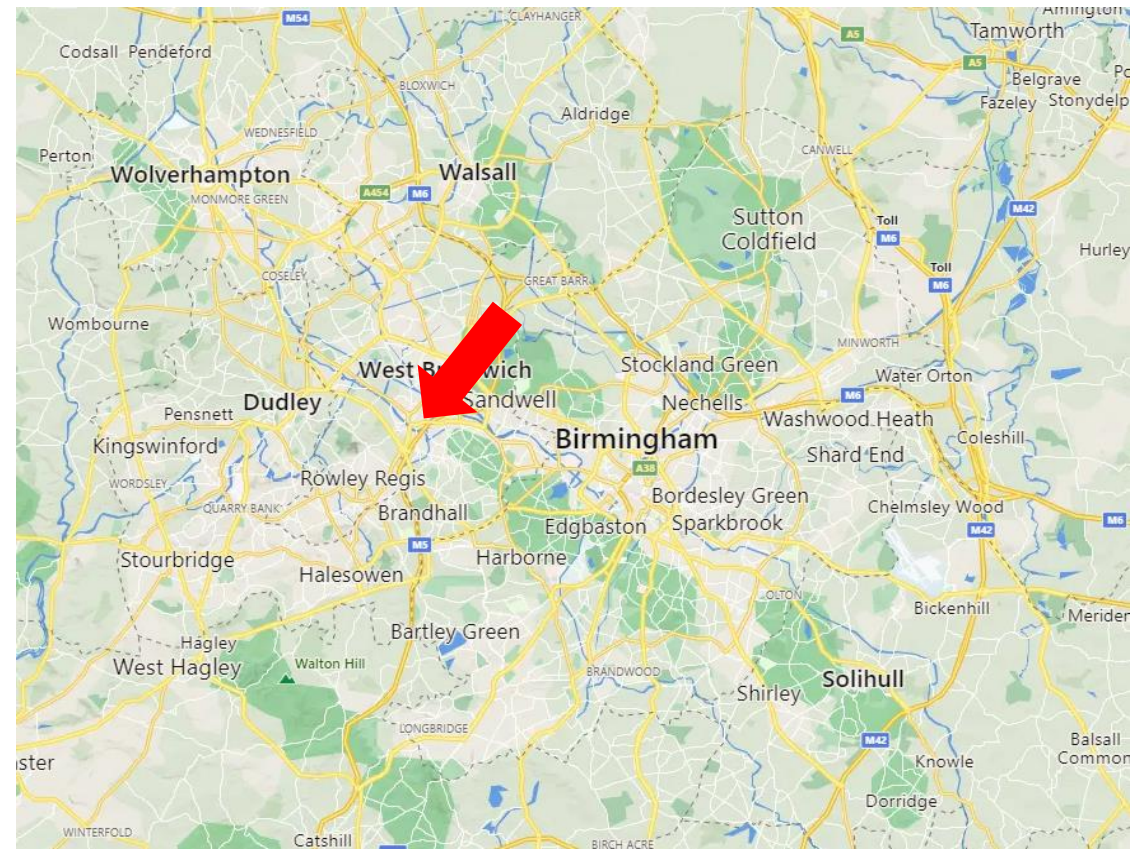 CLAYHANGER
Amington
M54
Tamworth
A5
Codsall Pendeford
A5
Belgrave
BLOXWICH
Fazeley
Stonydelp
Aldridge
WEDNESFIELD
CANWELL
Perton
Wolverhampton
Walsall
A454
M6
MONMORE GREEN
M42
Sutton
Coldfield
Toll
M6
Hurley
COSELEY
GREAT BARR
Toll
M6
Wombourne
MINWORTH
West Br
wich
Stockland Green
Water Orton
Dudley
Sandwell
Nechells
M6
Pensnett
Washwood Heath
Kingswinford
Birmingham
Coleshill
Shard End
A38
Rowley Regis
WORDSLEY
Bordesley Green
QUARRY BANK
Brandhall
Chelmsley Wood
Edgbaston
Sparkbrook
M6
M42
M5
Stourbridge
Harborne
Halesowen
OLTON
Bickenhill
Meriden
Bartley Green
Hagley
West Hagley
Walton Hill
BRANDWOOD
Solihull
Shirley
LONGBRIDGE
M42
Balsall
Common
Knowle
ster
Dorridge
WINTERFOLD
Catshill
BIRCH ACRE